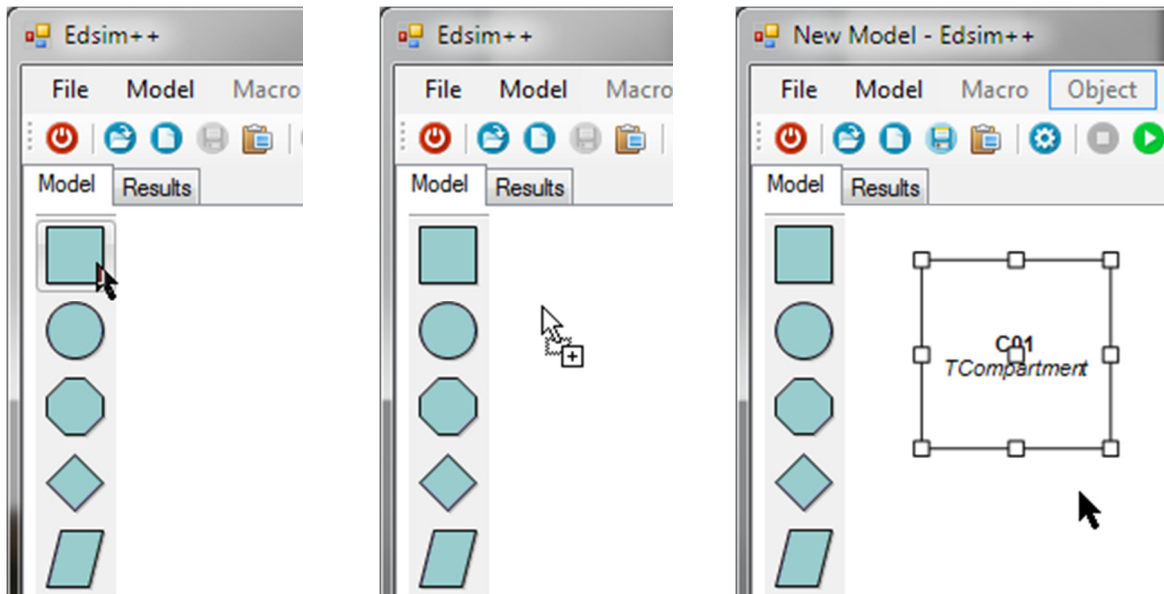 Edsim++
File Model Macro
Model Results
Edsim++
File Model Macro
Model Results
New Model - Edsim++
File Model Macro Object
Model Results
C01
TCompartment